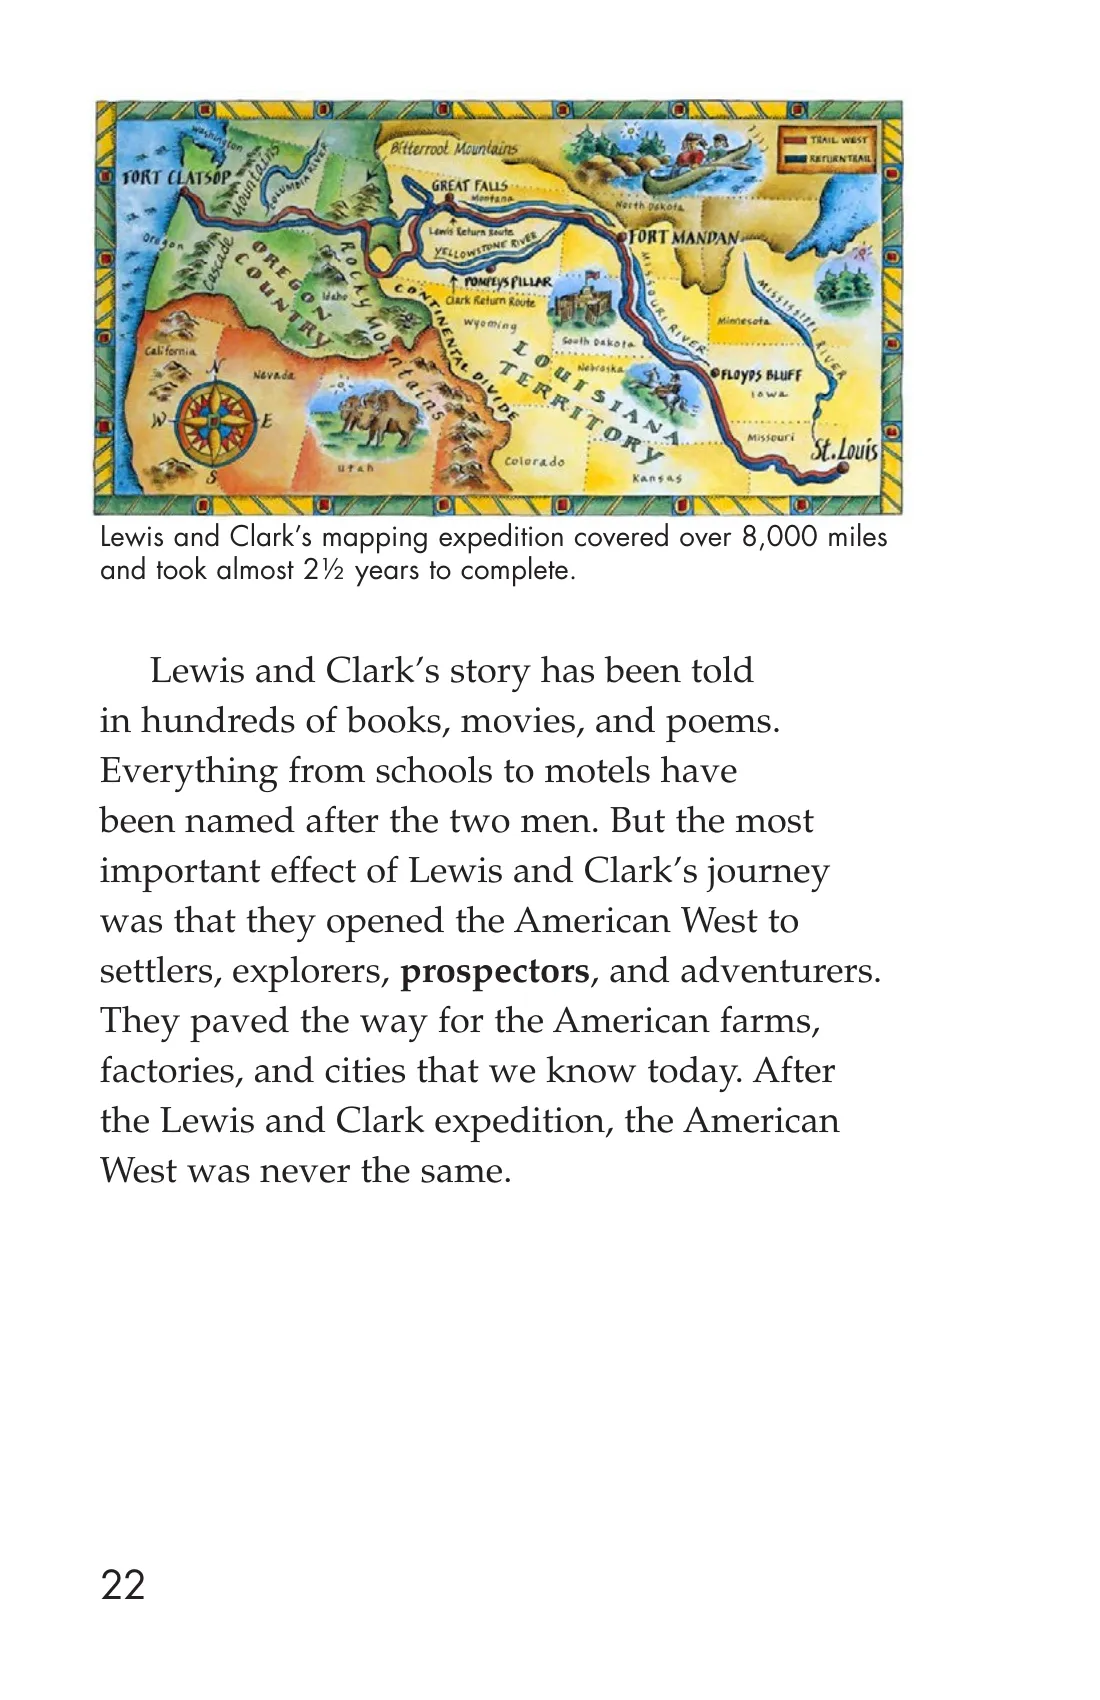 Washington
Bitterroot Mountains
TRAIL WEST
RETURN TRAIL
FORT CLATSOP
Mountains
COLUMBIA RIVER
GREAT FALLS
Montana
North Dakota
Oregon
Cascade
OREGON COUNTRY
Idaho
ROCKY Mountains
Lewis Return Route
YELLOWSTONE RIVER
FORT MANDAN
POMPEYS PILLAR
Clark Return Route
CONTINENTAL DIVIDE
MISSOURI RIVER
MISSISSIPPI RIVER
Wyoming
Minnesota
South Dakota
LOUISIANA
TERRITORY
California
Nevada
Nebraska
FLOYDS BLUFF
Iowa
N
W
E
S
Utah
Colorado
Kansas
Missouri
St. Louis
Lewis and Clark’s mapping expedition covered over 8,000 miles
and took almost 2½ years to complete.
Lewis and Clark’s story has been told
in hundreds of books, movies, and poems.
Everything from schools to motels have
been named after the two men. But the most
important effect of Lewis and Clark’s journey
was that they opened the American West to
settlers, explorers, prospectors, and adventurers.
They paved the way for the American farms,
factories, and cities that we know today. After
the Lewis and Clark expedition, the American
West was never the same.
22